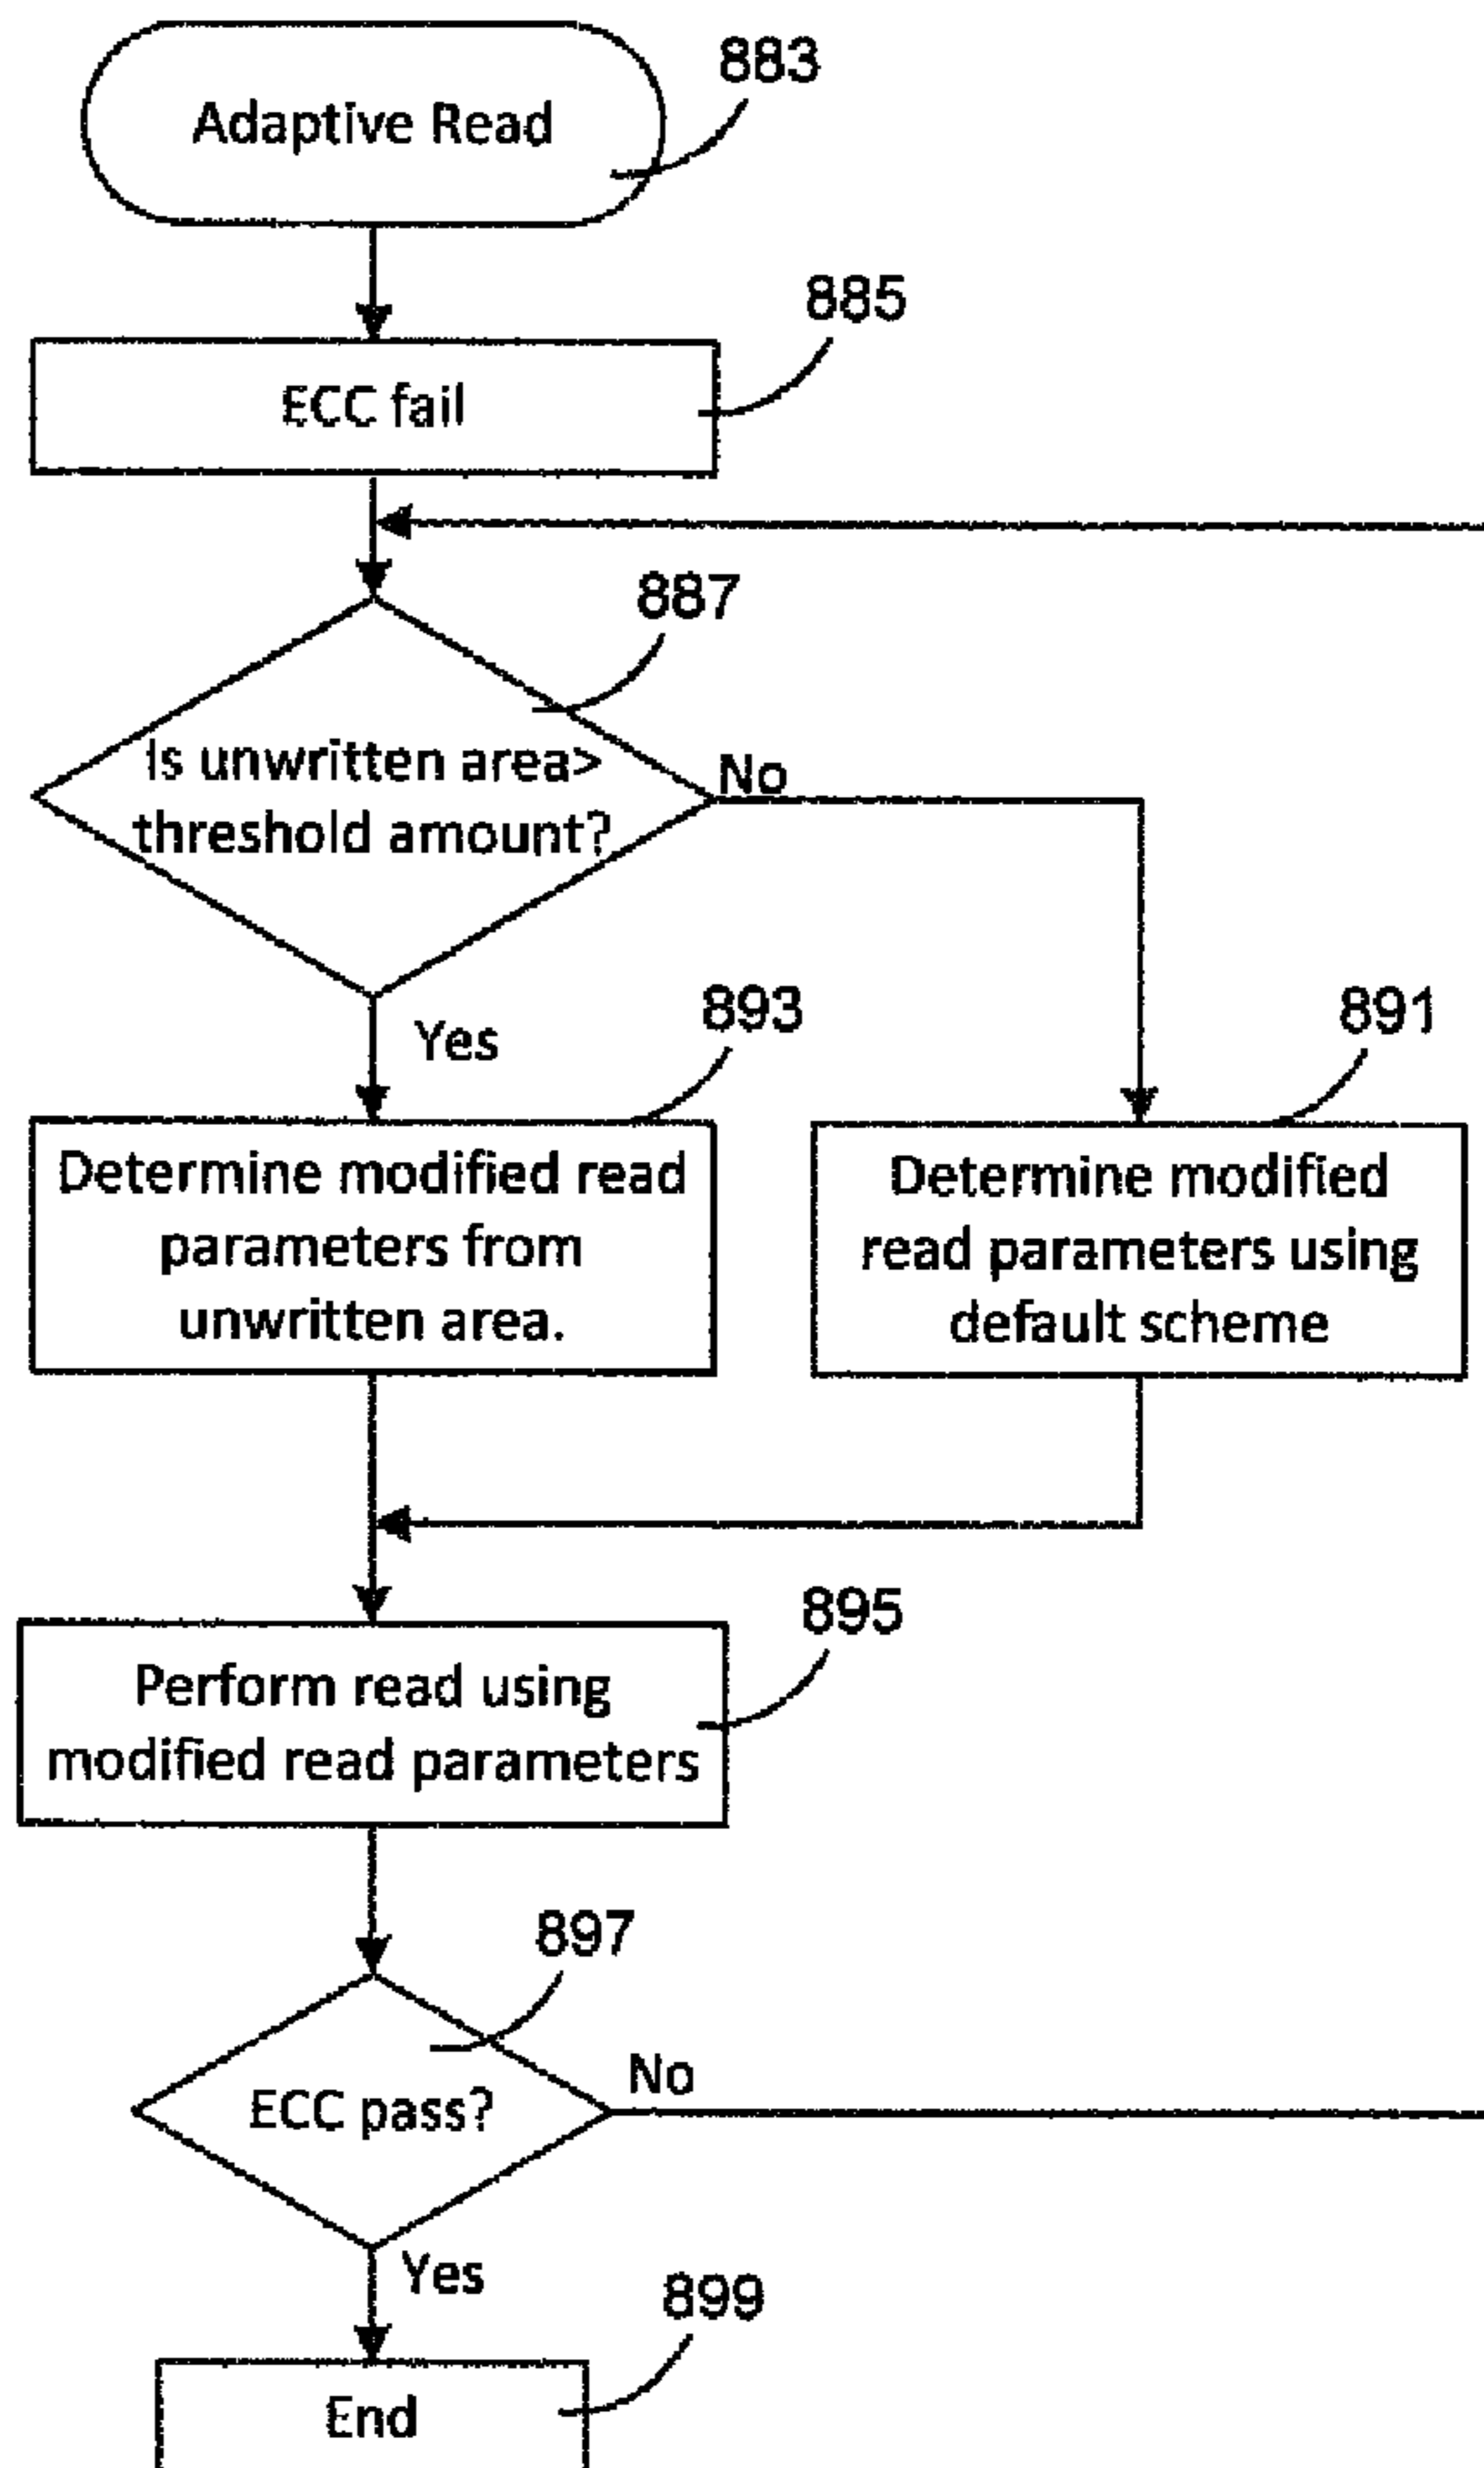 883
Adaptive Read
885
ECC fail
887
Is unwritten area>
threshold amount?
No
Yes
893
Determine modified read
parameters from
unwritten area.
891
Determine modified
read parameters using
default scheme
895
Perform read using
modified read parameters
897
ECC pass?
No
Yes
899
End